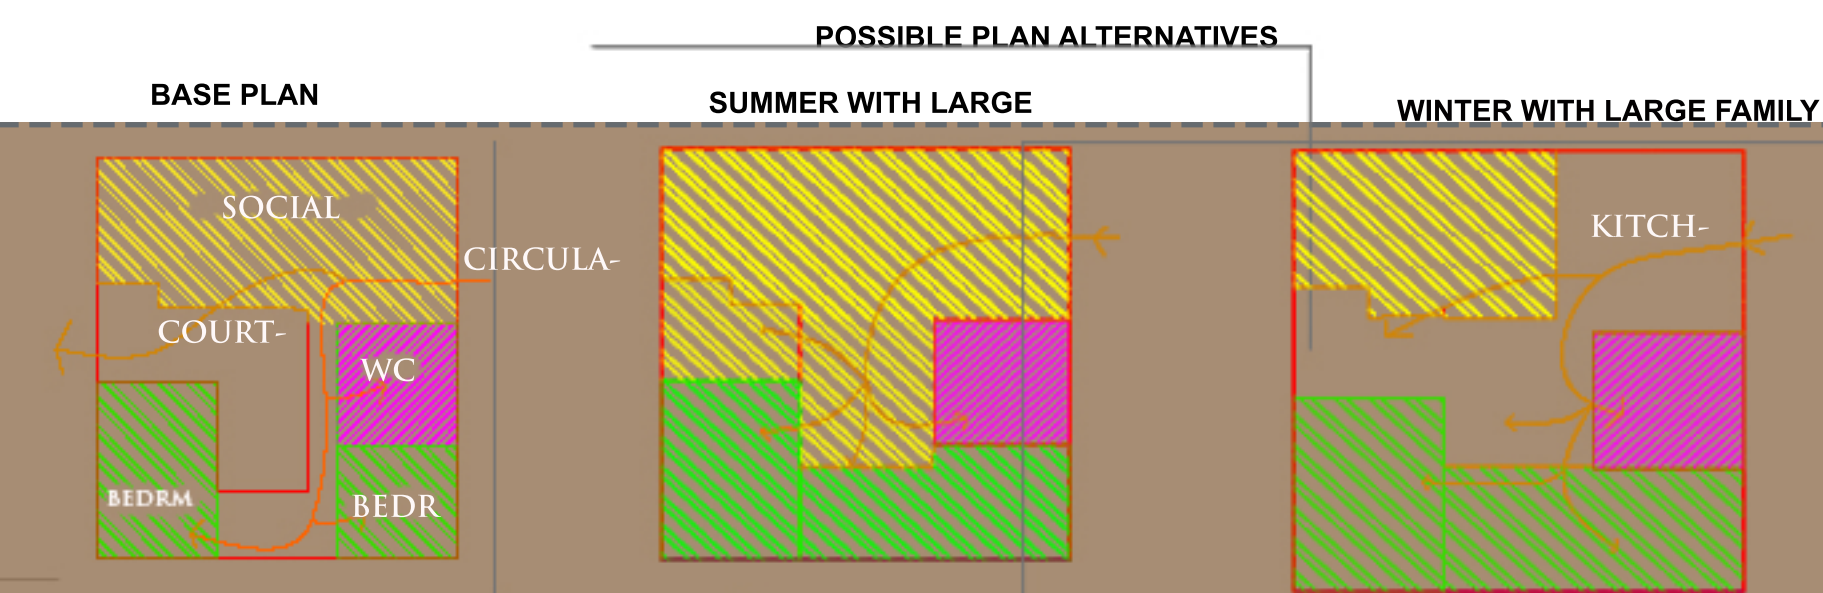 POSSIBLE PLAN ALTERNATIVES
BASE PLAN
SUMMER WITH LARGE
WINTER WITH LARGE FAMILY
SOCIAL
CIRCULA-
COURT-
WC
BEDRM
BEDR
KITCH-